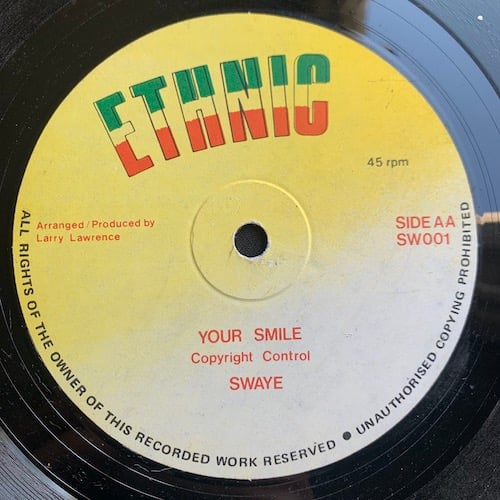 ETHNIC
45 rpm
Arranged / Produced by
Larry Lawrence
SIDE AA
SW001
YOUR SMILE
Copyright Control
SWAYE
ALL RIGHTS OF THE OWNER OF THIS RECORDED WORK RESERVED ● UNAUTHORISED COPYING PROHIBITED